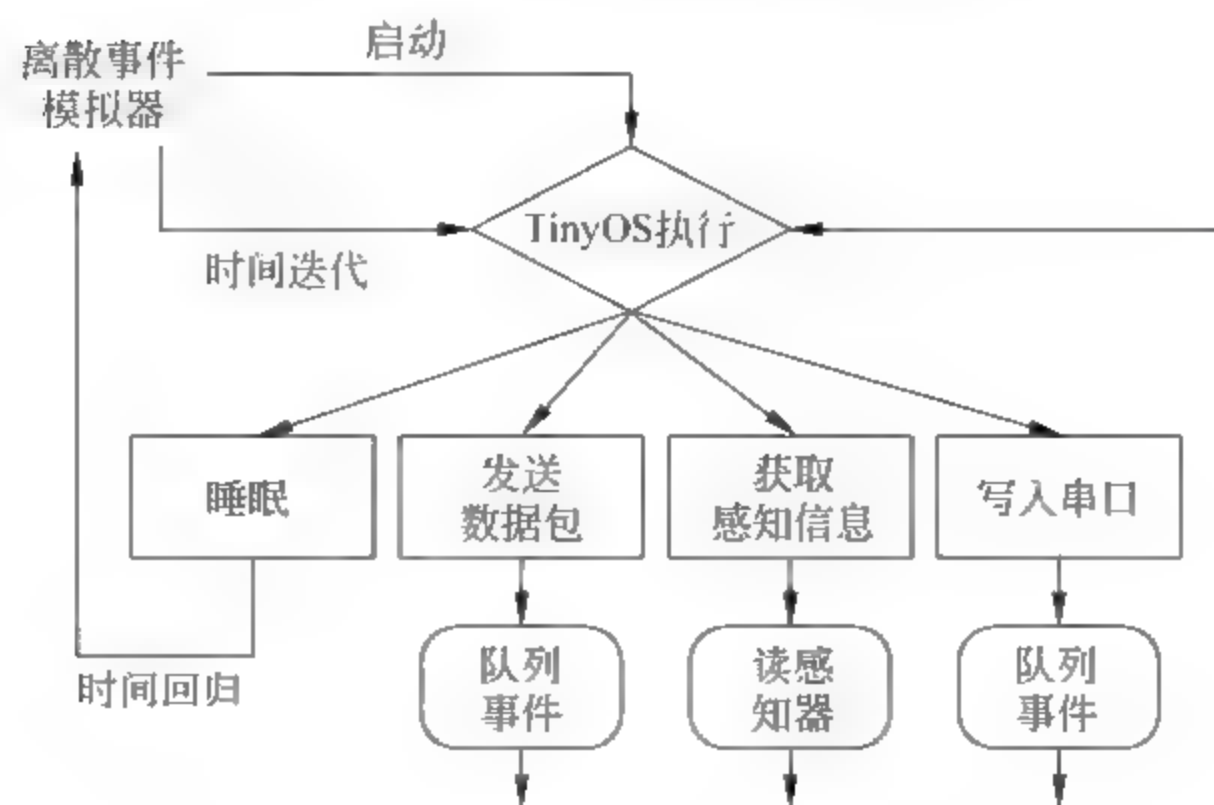 启动
离散事件
模拟器
TinyOS执行
时间迭代
睡眠
发送
数据包
获取
感知信息
写入串口
时间回归
队列
事件
读感
知器
队列
事件